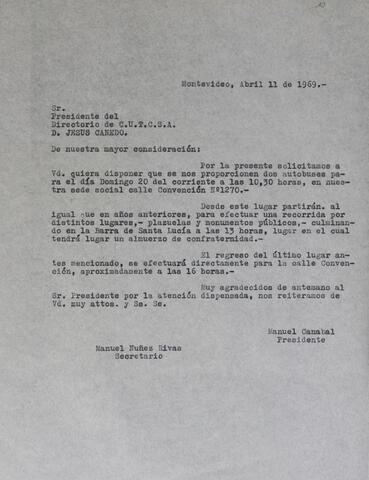 Montevideo, Abril 11 de 1969.-
Sr.
Presidente del
Directorio de C.U.T.C.S.A.
D. JESUS CANEDO.
De nuestra mayor consideración:
Por la presente solicitamos a
Vd. quiera disponer que se nos proporcionen dos autobuses pa-
ra el día Domingo 20 del corriente a las 10,30 horas, en nues-
tra sede social calle Convención Nº1270.
Desde este lugar partirán, al
igual que en años anteriores, para efectuar una recorrida por
distintos lugares,- plazuelas y monumentos públicos,- culminan-
do en la Barra de Santa Lucía a las 13 horas, lugar en el cual
tendrá lugar un almuerzo de confraternidad.-
El regreso del último lugar an-
tes mencionado, se efectuará directamente para la calle Conven-
ción, aproximadamente a las 16 horas.-
Muy agradecidos de antemano al
Sr. Presidente por la atención dispensada, nos reiteramos de
Vd. muy attos. y Ss. Ss.
Manuel Canabal
Presidente
Manuel Nuñez Rivas
Secretario